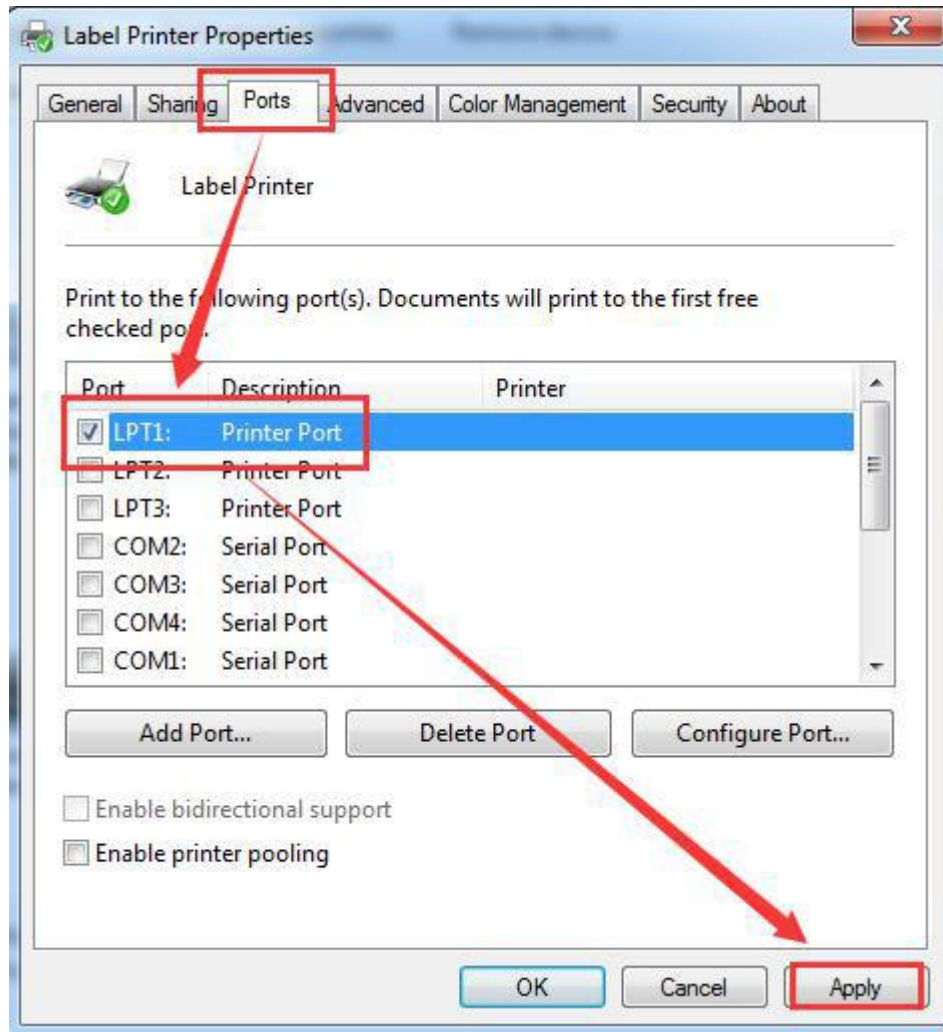 Label Printer Properties
General Sharing Ports Advanced Color Management Security About
Label Printer
Print to the following port(s). Documents will print to the first free
checked port.
Port Description Printer
LPT1: Printer Port
LPT2: Printer Port
LPT3: Printer Port
COM2: Serial Port
COM3: Serial Port
COM4: Serial Port
COM1: Serial Port
Add Port... Delete Port Configure Port...
Enable bidirectional support
Enable printer pooling
OK Cancel Apply